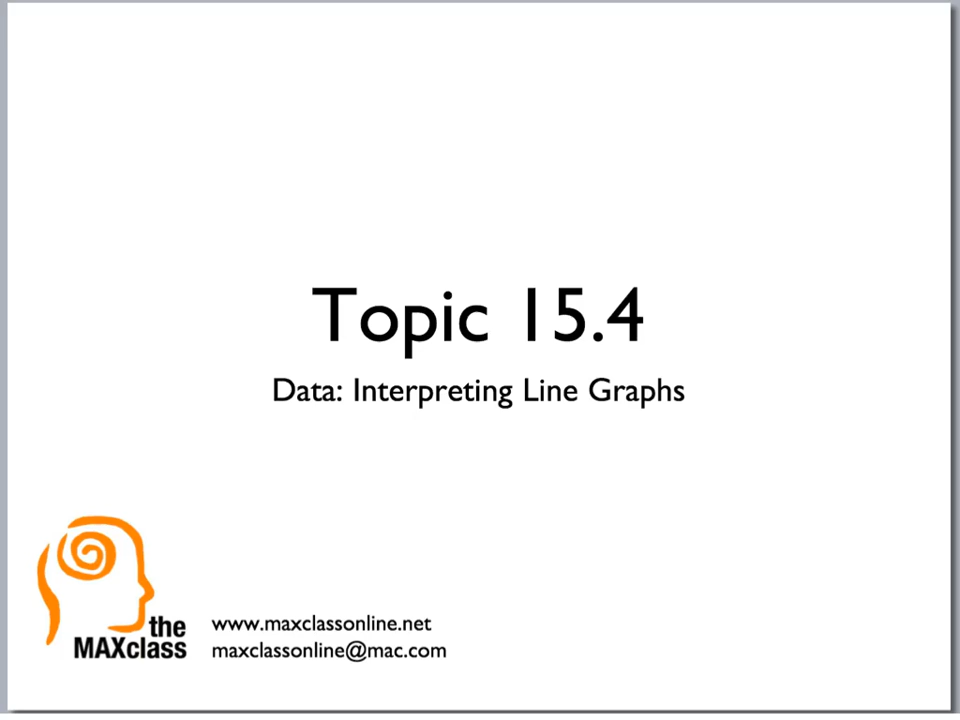 Topic 15.4
Data: Interpreting Line Graphs
the
MAXclass
www.maxclassonline.net
maxclassonline@mac.com